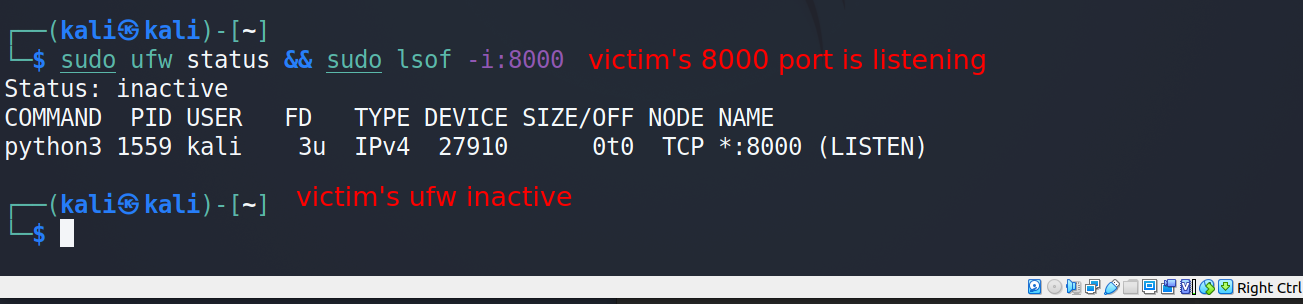 ┌──(kali㉿kali)-[~]
└─$ sudo ufw status && sudo lsof -i:8000 victim's 8000 port is listening
Status: inactive
COMMAND  PID USER   FD   TYPE DEVICE SIZE/OFF NODE NAME
python3 1559 kali    3u  IPv4  27910      0t0  TCP *:8000 (LISTEN)
┌──(kali㉿kali)-[~] victim's ufw inactive
└─$
Right Ctrl